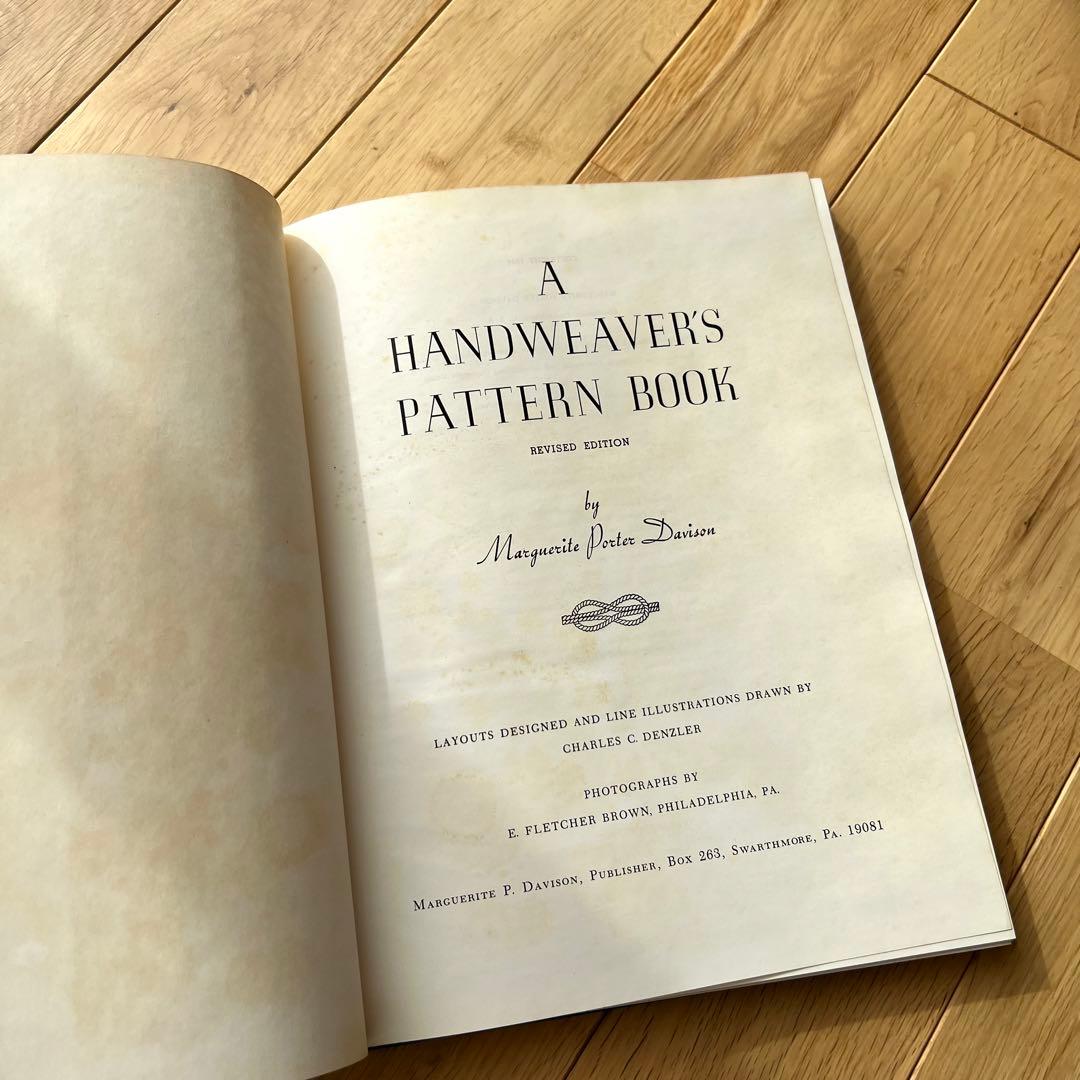 A
HANDWEAVER'S
PATTERN BOOK
REVISED EDITION
by
Marguerite Porter Davison
LAYOUTS DESIGNED AND LINE ILLUSTRATIONS DRAWN BY
CHARLES C. DENZLER
PHOTOGRAPHS BY
E. FLETCHER BROWN, PHILADELPHIA, PA.
MARGUERITE P. DAVISON, PUBLISHER, BOX 263, SWARTHMORE, PA. 19081